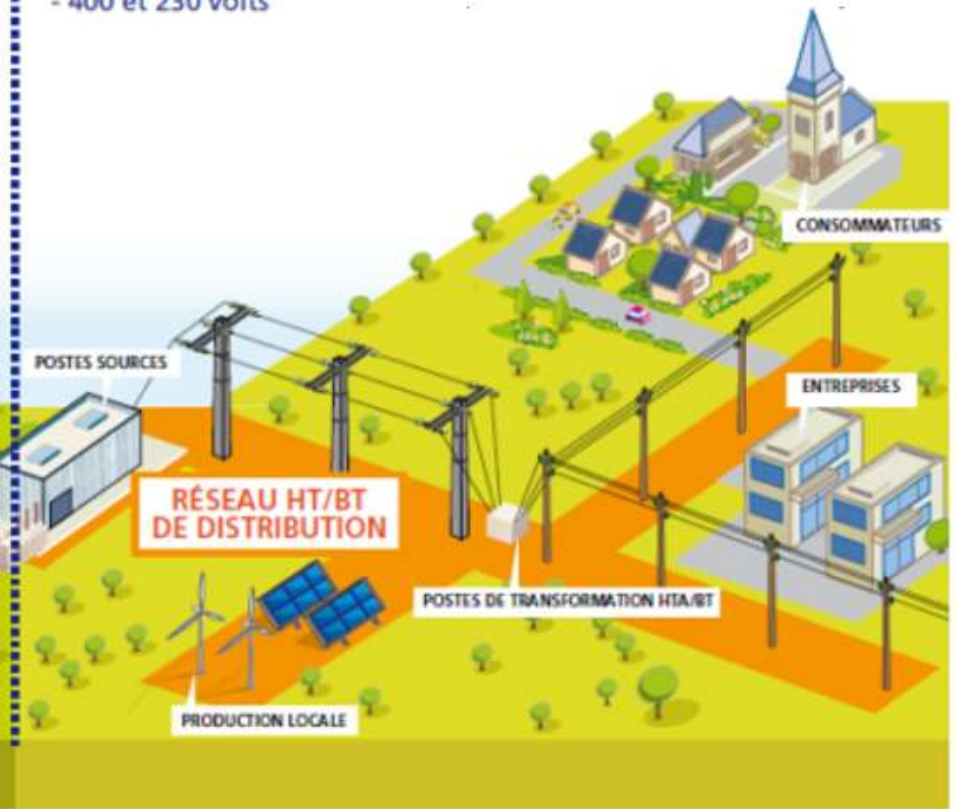 - 400 et 230 volts
CONSOMMATEURS
POSTES SOURCES
ENTREPRISES
RÉSEAU HT/BT
DE DISTRIBUTION
POSTES DE TRANSFORMATION HTA/BT
PRODUCTION LOCALE